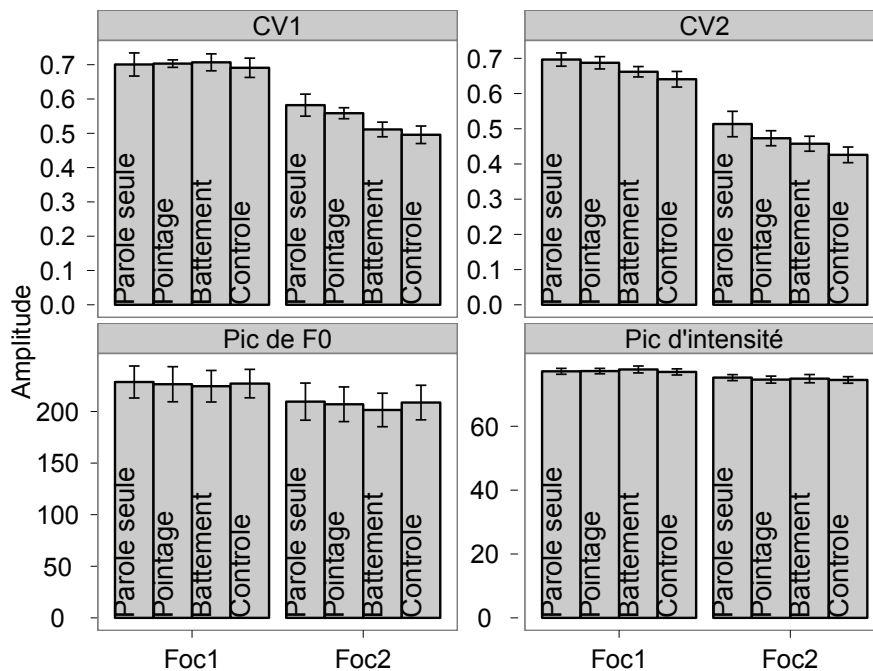 CV1
CV2
0.7
0.6
0.5
0.4
0.3
0.2
0.1
0.0
Parole seule
Pointage
Battement
Controle
Parole seule
Pointage
Battement
Controle
0.7
0.6
0.5
0.4
0.3
0.2
0.1
0.0
Parole seule
Pointage
Battement
Controle
Parole seule
Pointage
Battement
Controle
Amplitude
Pic de F0
Pic d'intensité
200
150
100
50
0
Parole seule
Pointage
Battement
Controle
Parole seule
Pointage
Battement
Controle
60
40
20
0
Parole seule
Pointage
Battement
Controle
Parole seule
Pointage
Battement
Controle
Foc1
Foc2
Foc1
Foc2